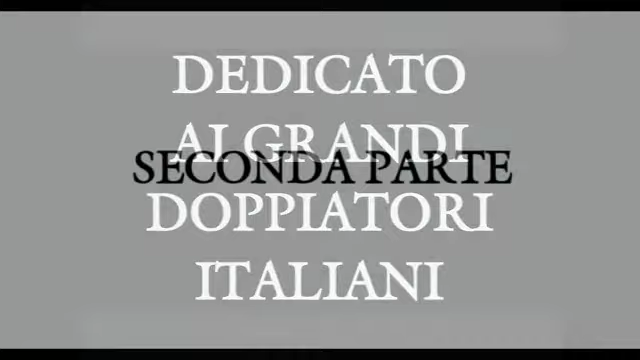 DEDICATO
AI GRANDI
SECONDA PARTE
DOPPIATORI
ITALIANI